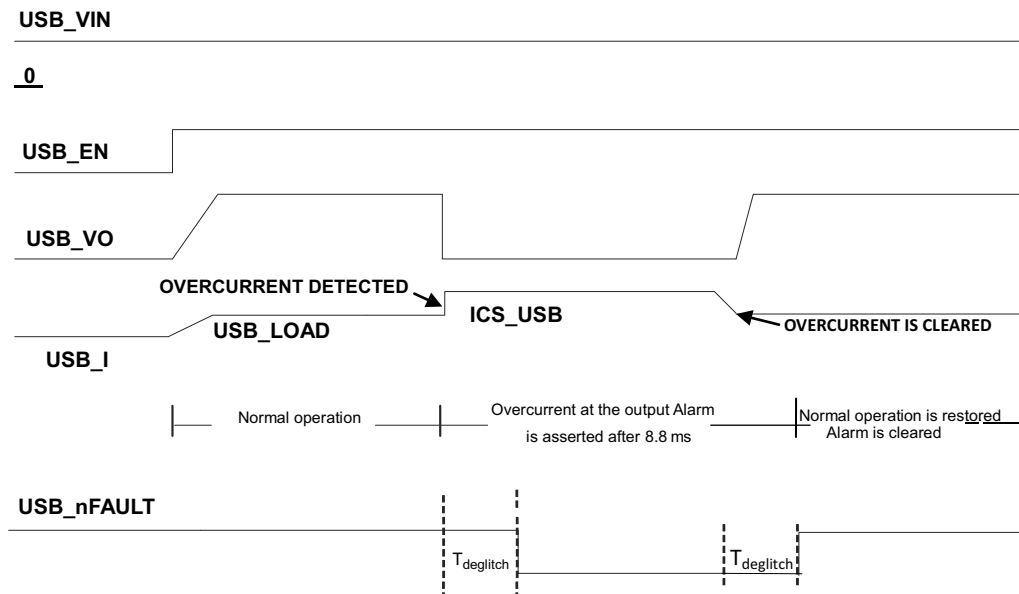 USB_VIN
0
USB_EN
USB_VO
OVERCURRENT DETECTED
ICS_USB
USB_LOAD
OVERCURRENT IS CLEARED
USB_I
Normal operation
Overcurrent at the output Alarm
is asserted after 8.8 ms
Normal operation is restored
Alarm is cleared
USB_nFAULT
Tdeglitch
Tdeglitch